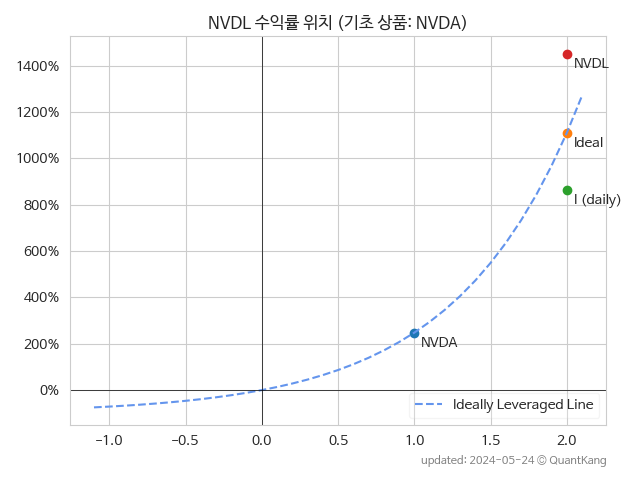 NVDL 수익률 위치 (기초 상품: NVDA)
1400%
1200%
1000%
800%
600%
400%
200%
0%
NVDL
Ideal
I (daily)
NVDA
Ideally Leveraged Line
−1.0
−0.5
0.0
0.5
1.0
1.5
2.0
updated: 2024-05-24 © QuantKang